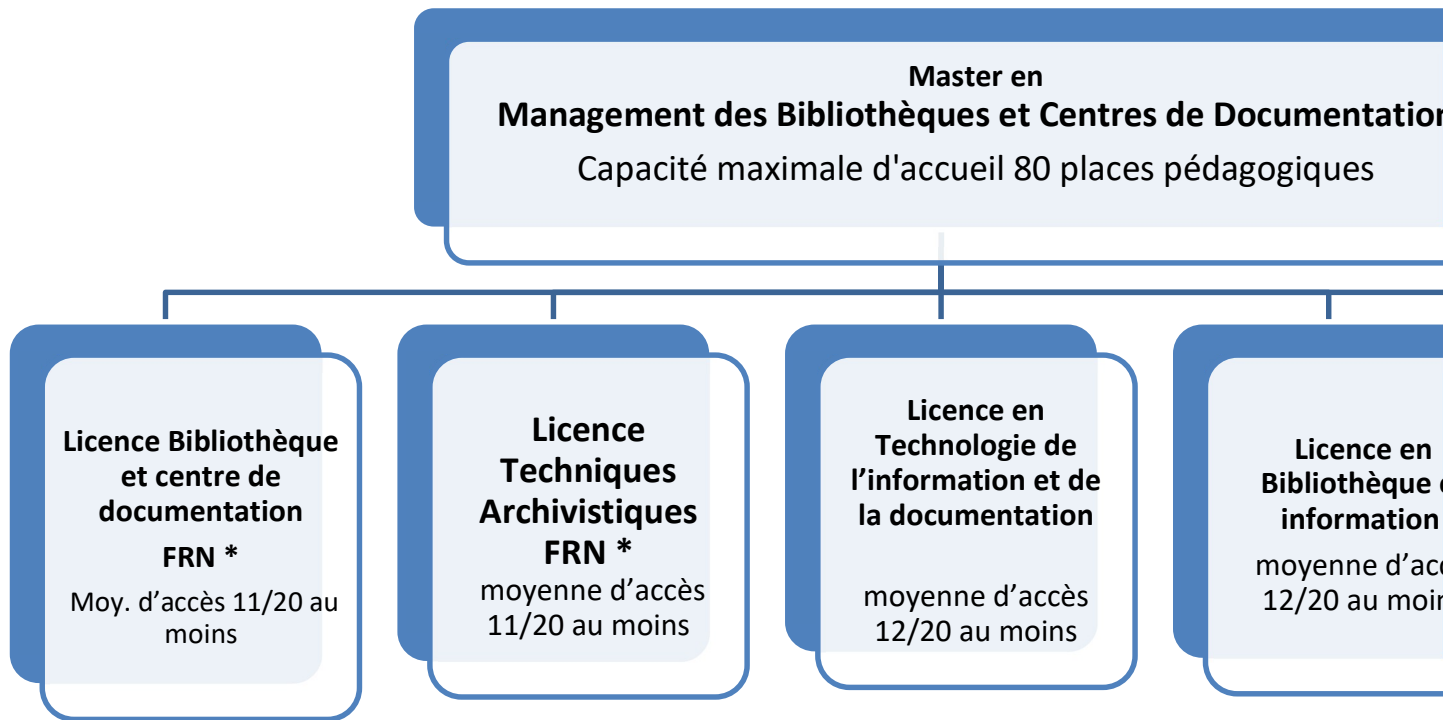 Master en
Management des Bibliothèques et Centres de Documentation
Capacité maximale d'accueil 80 places pédagogiques
Licence Bibliothèque
et centre de
documentation
FRN *
Moy. d’accès 11/20 au
moins
Licence
Techniques
Archivistiques
FRN *
moyenne d’accès
11/20 au moins
Licence en
Technologie de
l’information et de
la documentation
moyenne d’accès
12/20 au moins
Licence en
Bibliothèque
information
moyenne
12/20 au